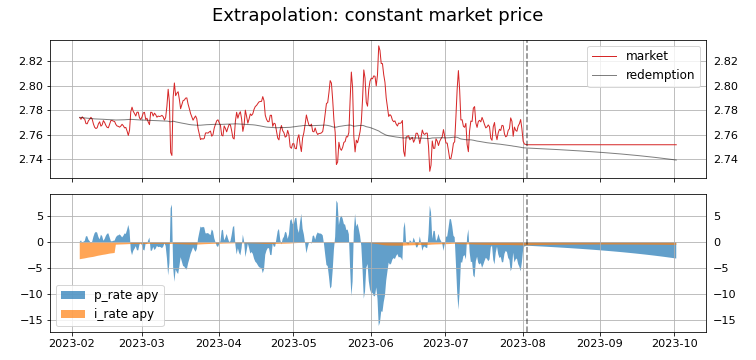 Extrapolation: constant market price
2.82 2.82
2.80 2.80
2.78 2.78
2.76 2.76
2.74 2.74
market
redemption
5 5
0 0
−5 −5
−10 −10
−15 −15
p_rate apy
i_rate apy
2023-02 2023-03 2023-04 2023-05 2023-06 2023-07 2023-08 2023-09 2023-10